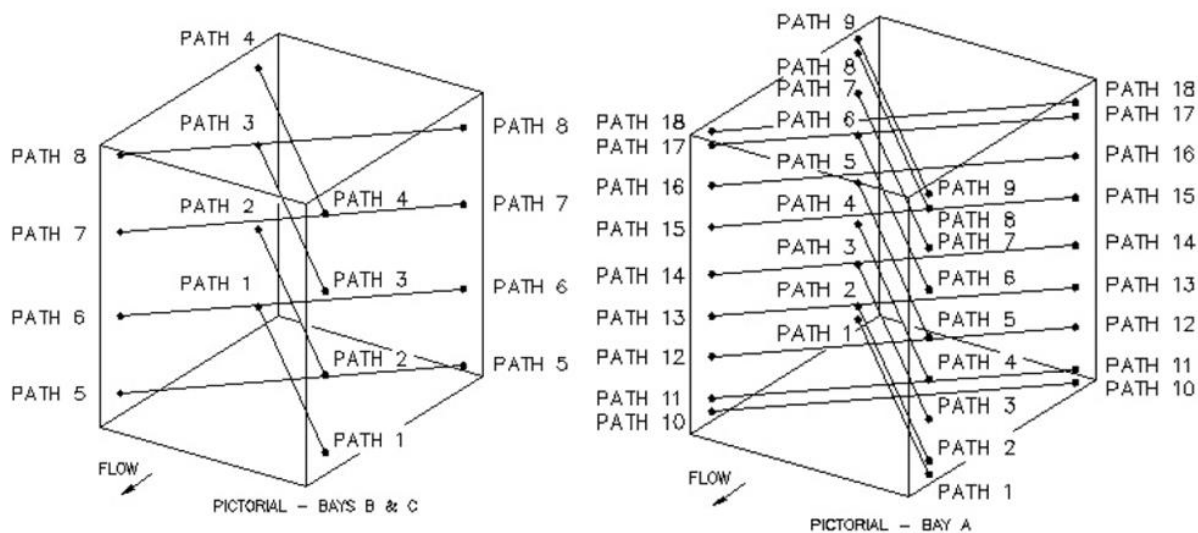 PATH 4
PATH 3
PATH 8
PATH 8
PATH 2
PATH 4
PATH 7
PATH 7
PATH 1
PATH 3
PATH 6
PATH 6
PATH 2
PATH 5
PATH 5
PATH 1
FLOW
PICTORIAL - BAYS B & C
PATH 9
PATH 8
PATH 7
PATH 18
PATH 17
PATH 18
PATH 6
PATH 17
PATH 16
PATH 5
PATH 16
PATH 9
PATH 15
PATH 4
PATH 8
PATH 15
PATH 7
PATH 14
PATH 3
PATH 14
PATH 6
PATH 13
PATH 2
PATH 13
PATH 5
PATH 12
PATH 1
PATH 12
PATH 4
PATH 11
PATH 10
PATH 11
PATH 10
PATH 3
PATH 2
FLOW
PATH 1
PICTORIAL - BAY A